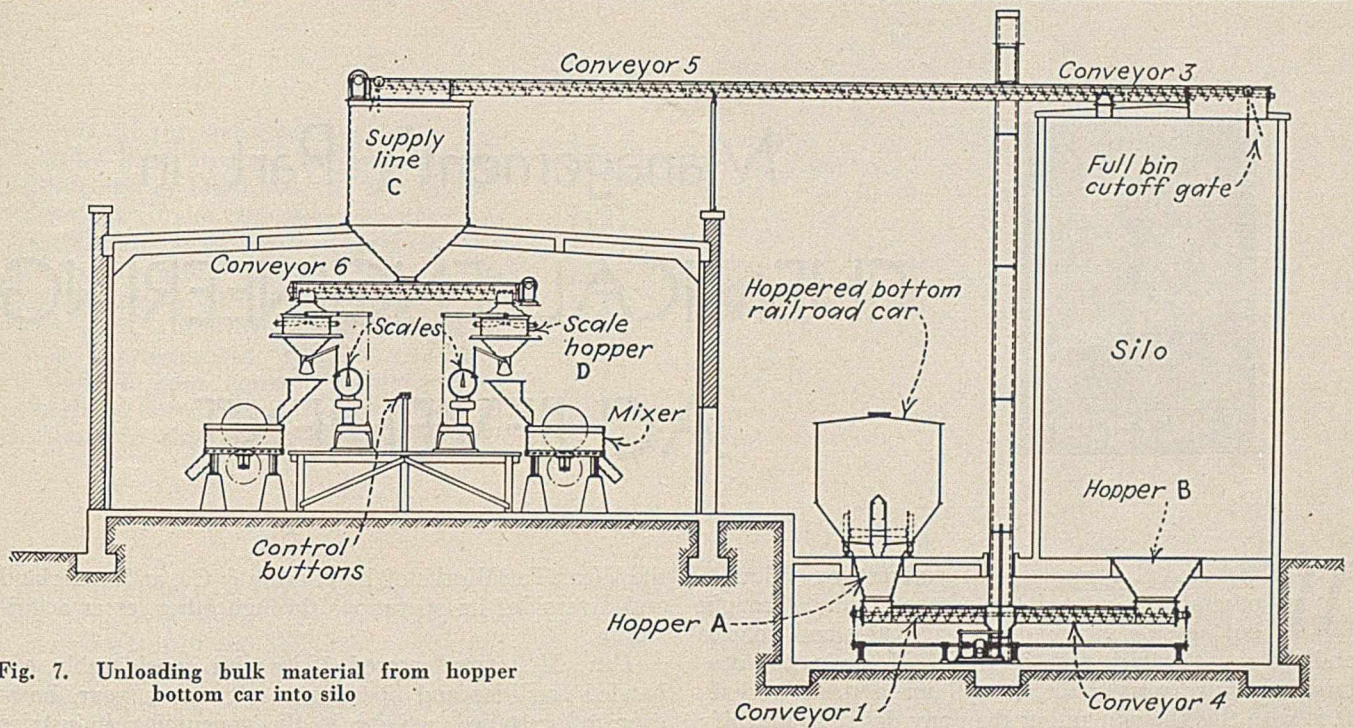 Conveyor 5
Conveyor 3
Supply
line
C
Full bin
cutoff gate
Conveyor 6
Hoppered bottom
railroad car
Scales
Scale
hopper
D
Silo
Mixer
Hopper B
Control
buttons
Hopper A
Fig. 7. Unloading bulk material from hopper
bottom car into silo
Conveyor 1
Conveyor 4